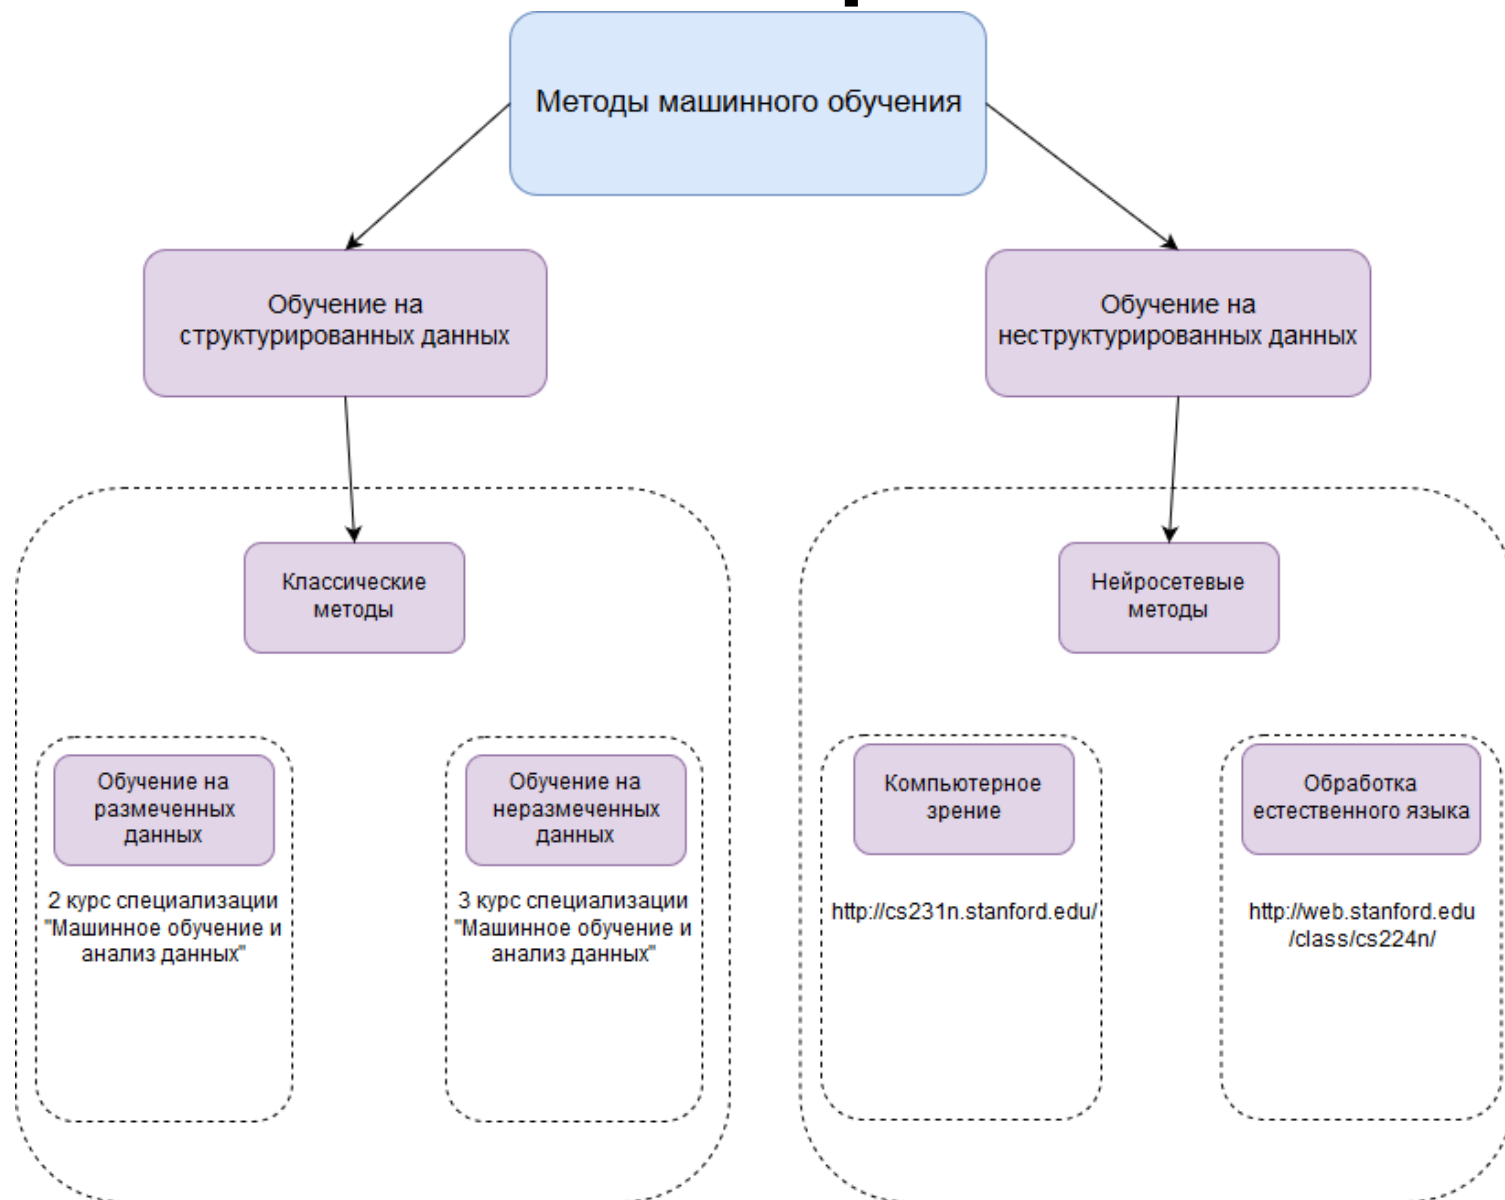 Методы машинного обучения
Обучение на
структурированных данных
Обучение на
неструктурированных данных
Классические
методы
Нейросетевые
методы
Обучение на
размеченных
данных
2 курс специализации
"Машинное обучение и
анализ данных"
Обучение на
неразмеченных
данных
3 курс специализации
"Машинное обучение и
анализ данных"
Компьютерное
зрение
http://cs231n.stanford.edu/
Обработка
естественного языка
http://web.stanford.edu
/class/cs224n/